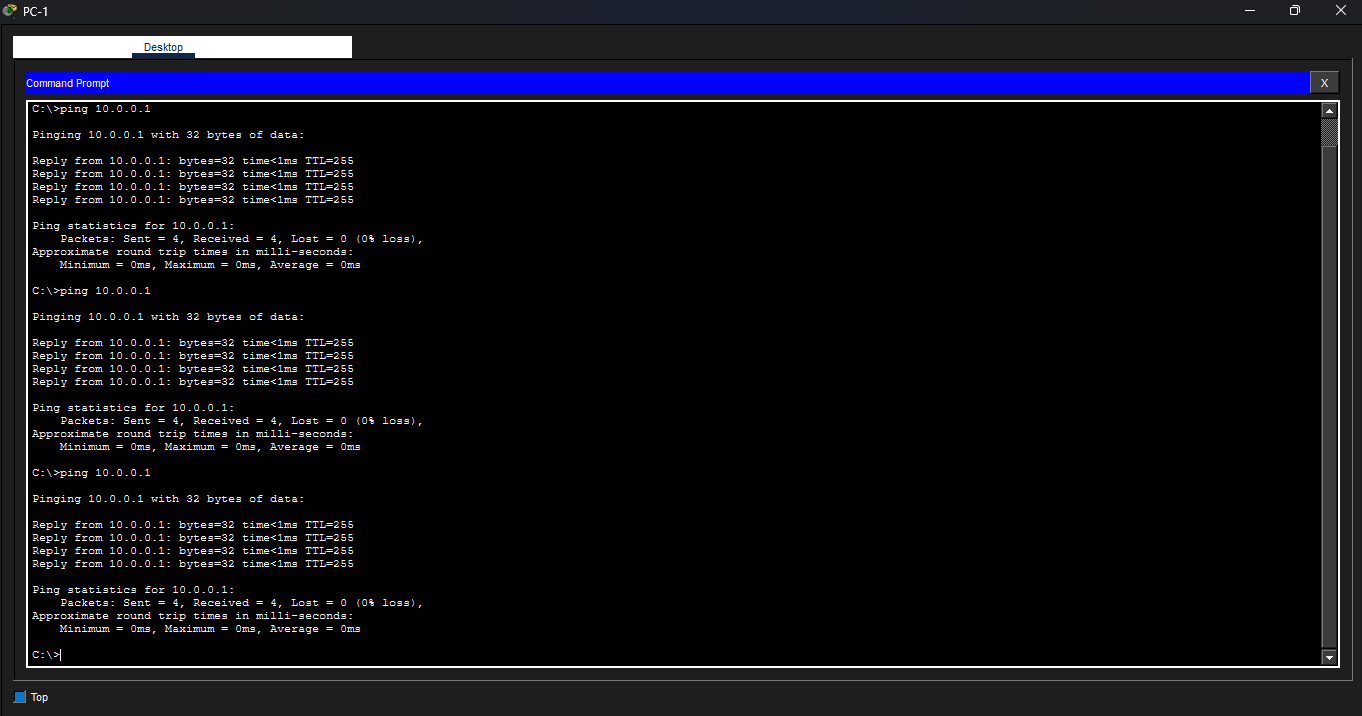 PC-1
Desktop
Command Prompt
X
C:\>ping 10.0.0.1
Pinging 10.0.0.1 with 32 bytes of data:
Reply from 10.0.0.1: bytes=32 time<1ms TTL=255
Reply from 10.0.0.1: bytes=32 time<1ms TTL=255
Reply from 10.0.0.1: bytes=32 time<1ms TTL=255
Reply from 10.0.0.1: bytes=32 time<1ms TTL=255
Ping statistics for 10.0.0.1:
    Packets: Sent = 4, Received = 4, Lost = 0 (0% loss),
Approximate round trip times in milli-seconds:
    Minimum = 0ms, Maximum = 0ms, Average = 0ms
C:\>ping 10.0.0.1
Pinging 10.0.0.1 with 32 bytes of data:
Reply from 10.0.0.1: bytes=32 time<1ms TTL=255
Reply from 10.0.0.1: bytes=32 time<1ms TTL=255
Reply from 10.0.0.1: bytes=32 time<1ms TTL=255
Reply from 10.0.0.1: bytes=32 time<1ms TTL=255
Ping statistics for 10.0.0.1:
    Packets: Sent = 4, Received = 4, Lost = 0 (0% loss),
Approximate round trip times in milli-seconds:
    Minimum = 0ms, Maximum = 0ms, Average = 0ms
C:\>ping 10.0.0.1
Pinging 10.0.0.1 with 32 bytes of data:
Reply from 10.0.0.1: bytes=32 time<1ms TTL=255
Reply from 10.0.0.1: bytes=32 time<1ms TTL=255
Reply from 10.0.0.1: bytes=32 time<1ms TTL=255
Reply from 10.0.0.1: bytes=32 time<1ms TTL=255
Ping statistics for 10.0.0.1:
    Packets: Sent = 4, Received = 4, Lost = 0 (0% loss),
Approximate round trip times in milli-seconds:
    Minimum = 0ms, Maximum = 0ms, Average = 0ms
C:\>
Top